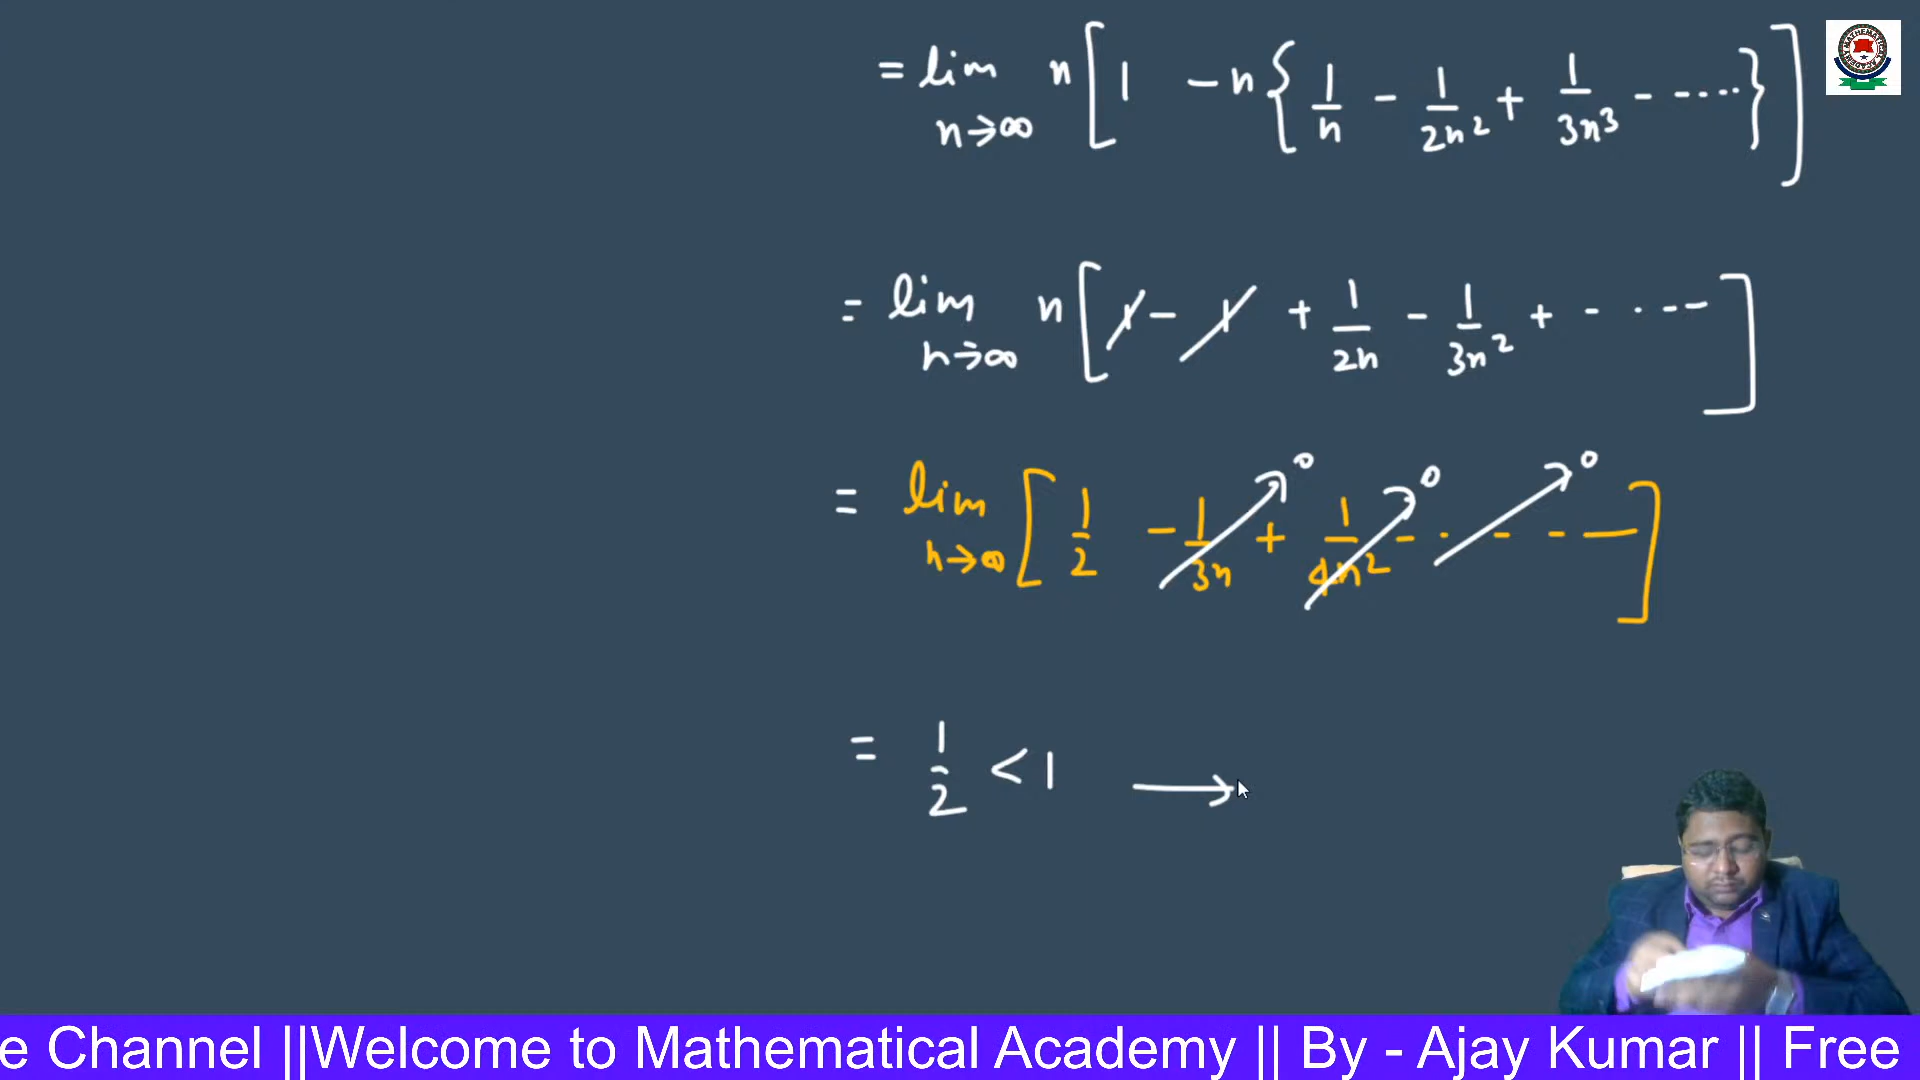 = lim n→∞ n[1 - n{1/n - 1/2n² + 1/3n³ - - ....}]
= lim n→∞ n[1 - 1 + 1/2n - 1/3n² + - . - - -]
= lim n→∞ [1/2 - 1/3n + 1/4n² - . - - —]
0 0 0
= 1/2 < 1 →
e Channel ||Welcome to Mathematical Academy || By - Ajay Kumar || Free